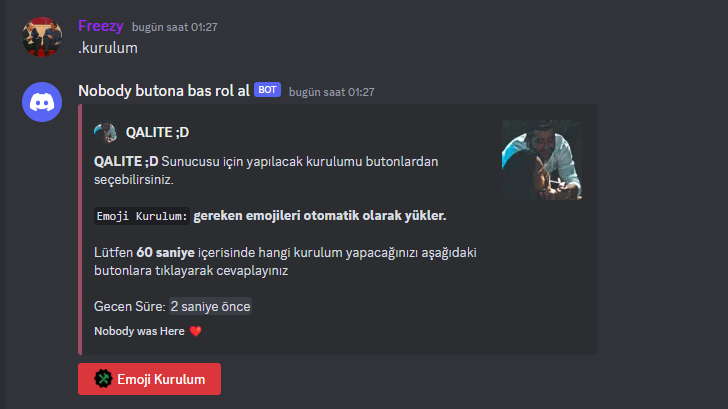 Freezy bugün saat 01:27
.kurulum
Nobody butona bas rol al BOT bugün saat 01:27
QALITE ;D
QALITE ;D Sunucusu için yapılacak kurulumu butonlardan
seçebilirsiniz.
Emoji Kurulum: gereken emojileri otomatik olarak yükler.
Lütfen 60 saniye içerisinde hangi kurulum yapacağınızı aşağıdaki
butonlara tıklayarak cevaplayınız
Gecen Süre: 2 saniye önce
Nobody was Here ❤️
Emoji Kurulum